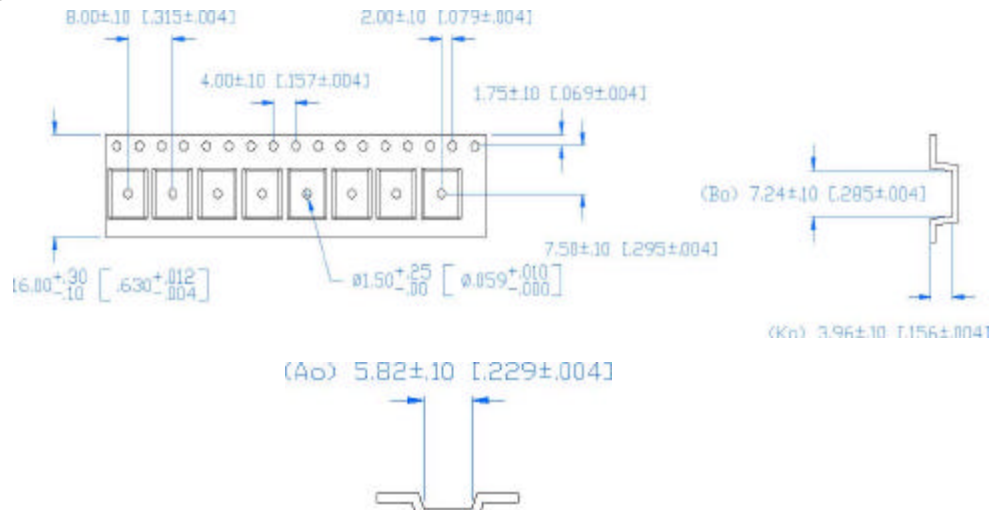 8.00±.10 [.315±.004]
2.00±.10 [.079±.004]
4.00±.10 [.157±.004]
1.75±.10 [.069±.004]
(Bo) 7.24±.10 [.285±.004]
7.50±.10 [.295±.004]
16.00+.30 -.10 [.630+.012 -.004]
Ø1.50+.25 -.00 [Ø.059+.010 -.000]
(Ko) 3.96±.10 [.156±.004]
(Ao) 5.82±.10 [.229±.004]